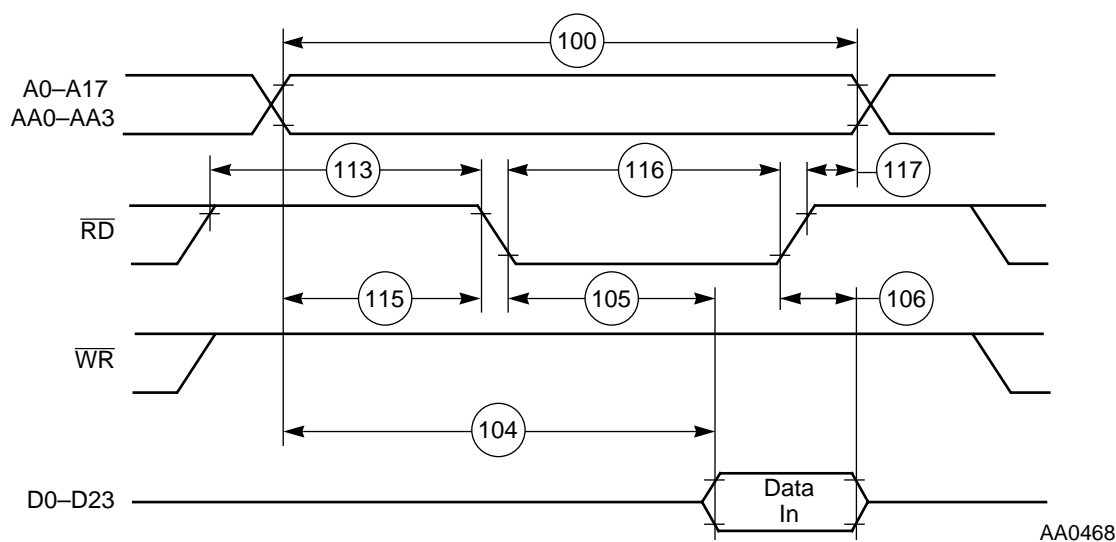 100
A0–A17
AA0–AA3
113
116
117
RD
115
105
106
WR
104
D0–D23
Data
In
AA0468